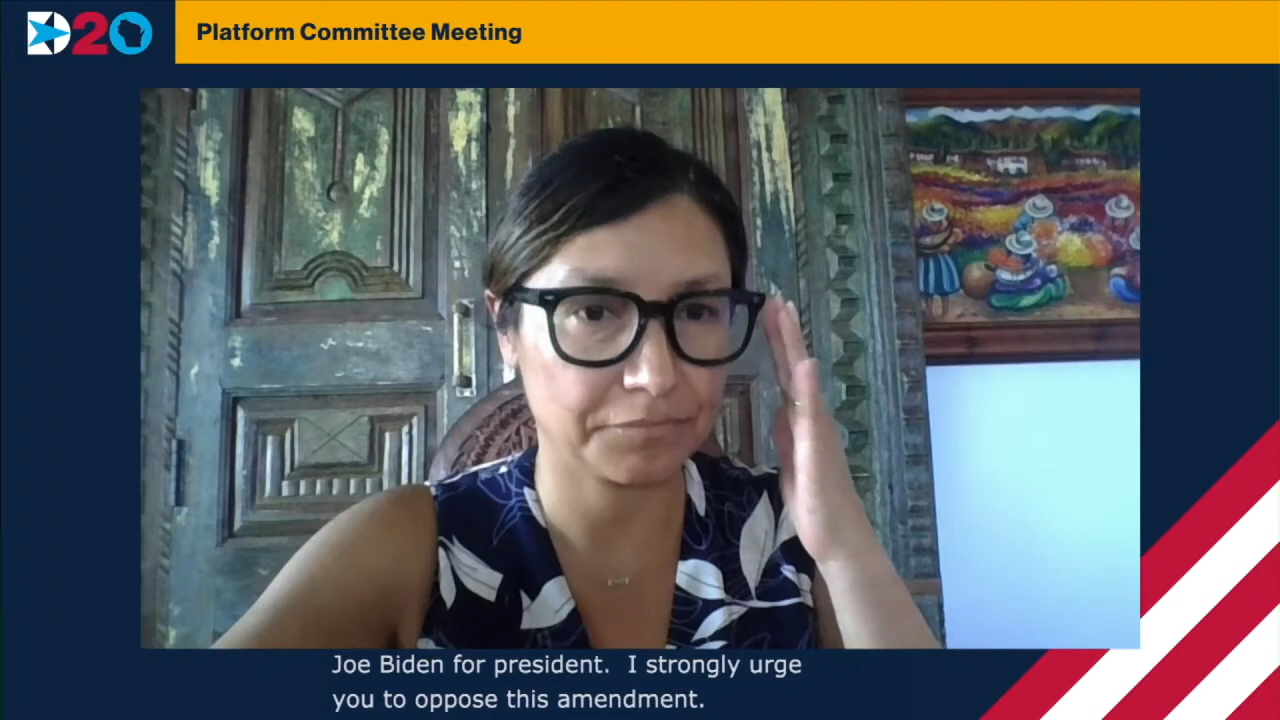 D20
Platform Committee Meeting
Joe Biden for president. I strongly urge
you to oppose this amendment.